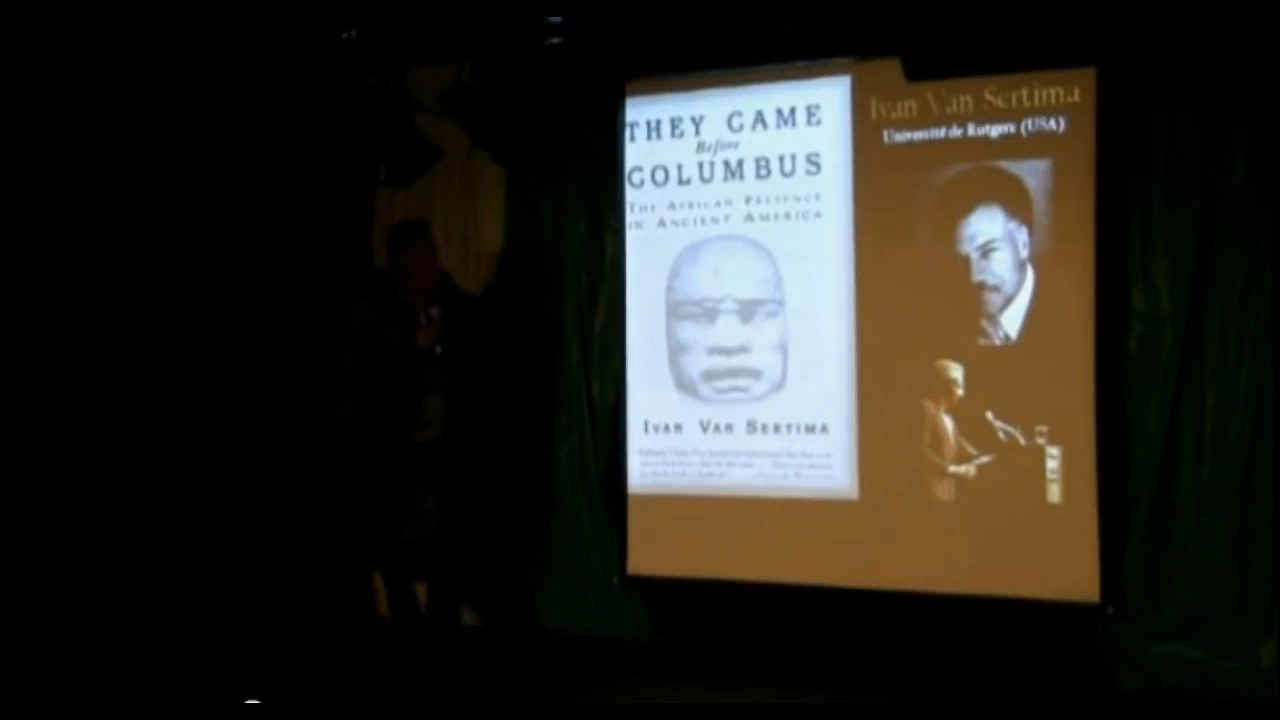 THEY CAME
Before
COLUMBUS
THE AFRICAN PRESENCE
IN ANCIENT AMERICA
IVAN VAN SERTIMA
Ivan Van Sertima
Université de Rutgers (USA)